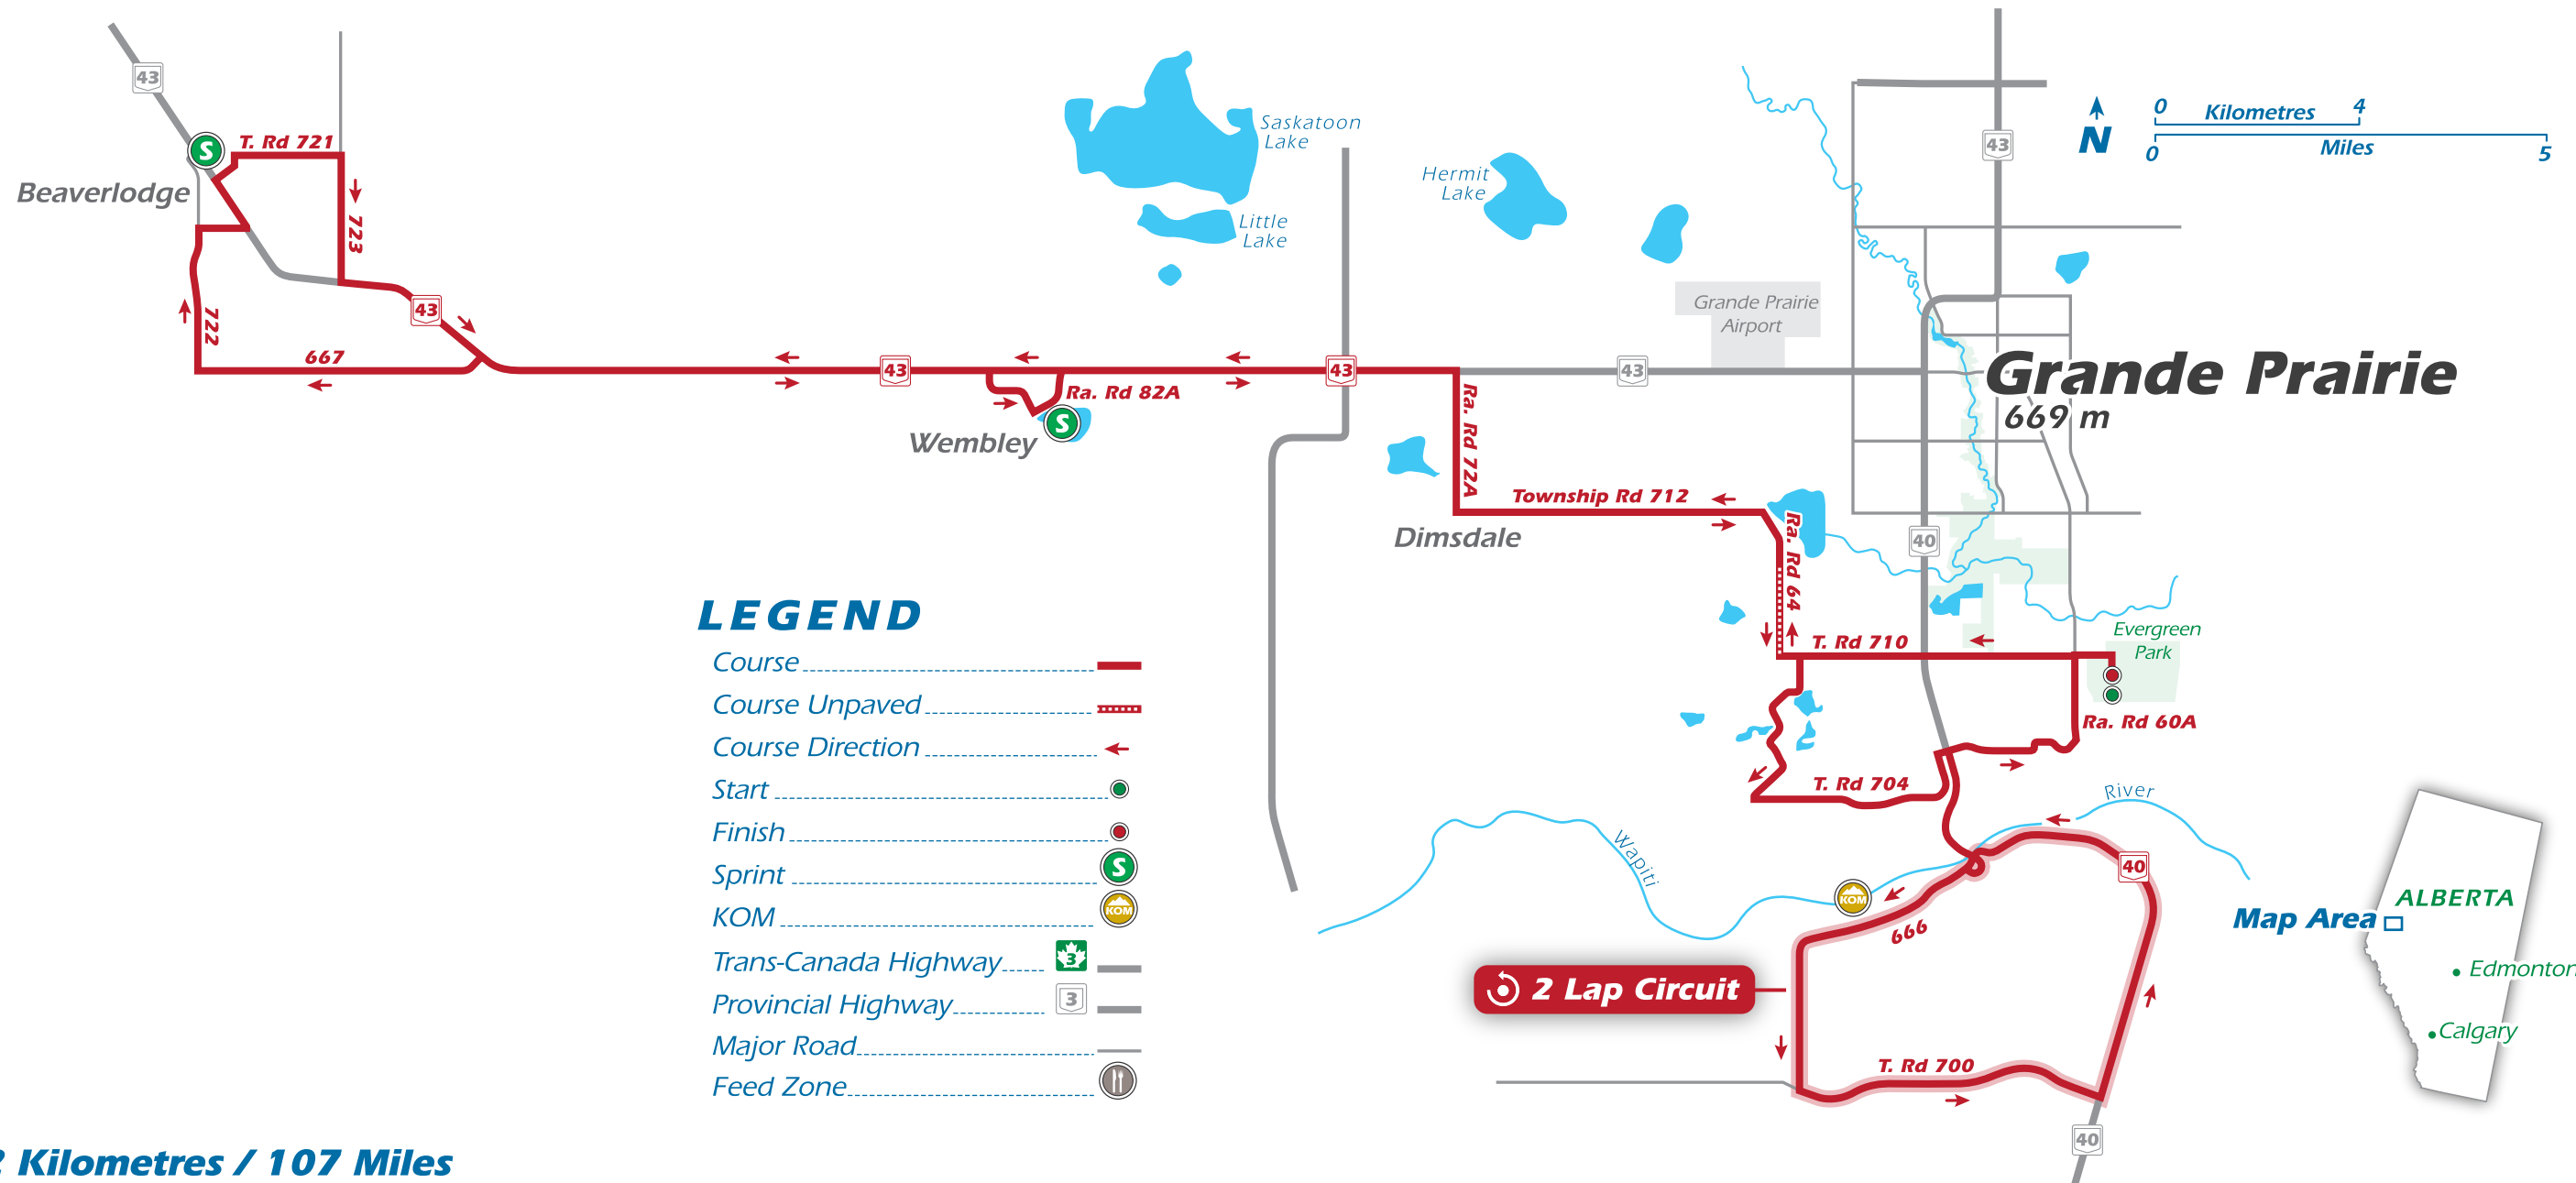 43
S
T. Rd 721
Beaverlodge
723
43
722
667
Saskatoon
Lake
Little
Lake
Hermit
Lake
43
N
0 Kilometres 4
0 Miles 5
Grande Prairie
Airport
43
43
43
Grande Prairie
669 m
Ra. Rd 82A
S
Wembley
Ra. Rd 72A
Township Rd 712
Dimsdale
Ra. Rd 64
40
T. Rd 710
Evergreen
Park
Ra. Rd 60A
T. Rd 704
River
Wapiti
40
KOM
666
2 Lap Circuit
T. Rd 700
40
Map Area
ALBERTA
Edmonton
Calgary
LEGEND
Course
Course Unpaved
Course Direction
Start
Finish
Sprint S
KOM KOM
Trans-Canada Highway 3
Provincial Highway 3
Major Road
Feed Zone
Kilometres / 107 Miles